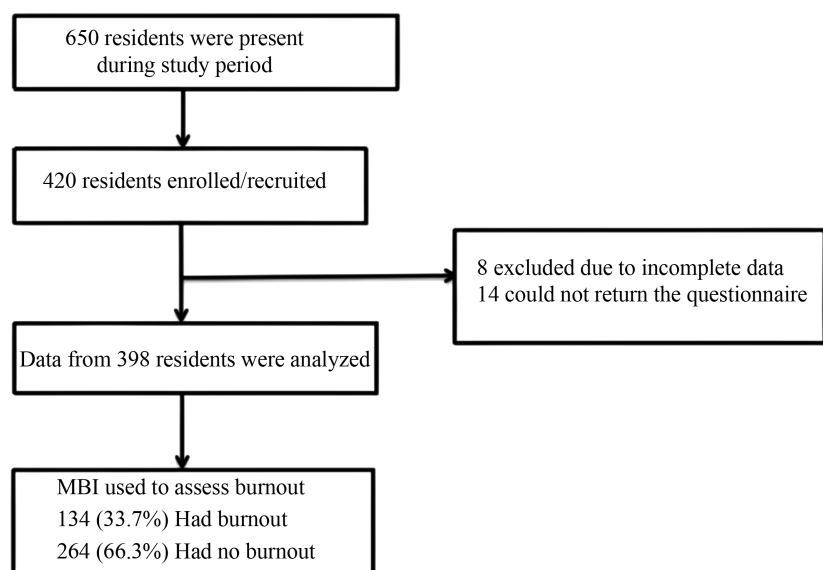 650 residents were present
during study period
420 residents enrolled/recruited
8 excluded due to incomplete data
14 could not return the questionnaire
Data from 398 residents were analyzed
MBI used to assess burnout
134 (33.7%) Had burnout
264 (66.3%) Had no burnout